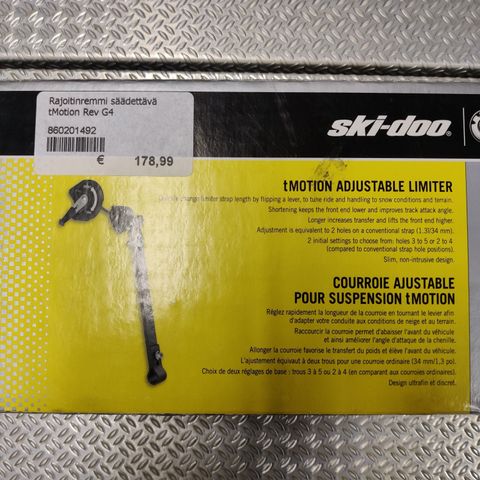 Rajoitinremmi säädettävä
tMotion Rev G4
860201492
€ 178,99
ski-doo
tMOTION ADJUSTABLE LIMITER
change limiter strap length by flipping a lever, to tune ride and handling to snow conditions and terrain.
Shortening keeps the front end lower and improves track attack angle.
Longer increases transfer and lifts the front end higher.
Adjustment is equivalent to 2 holes on a conventional strap (1.3l/34 mm).
2 initial settings to choose from: holes 3 to 5 or 2 to 4
(compared to conventional strap hole positions).
Slim, non-intrusive design.
COURROIE AJUSTABLE
POUR SUSPENSION tMOTION
Réglez rapidement la longueur de la courroie en tournant le levier afin
d'adapter votre conduite aux conditions de neige et au terrain.
Raccourcir la courroie permet d'abaisser l'avant du véhicule
et ainsi améliorer l'angle d'attaque de la chenille.
Allonger la courroie favorise le transfert du poids et élève l'avant du véhicule.
L'ajustement équivaut à deux trous pour une courroie ordinaire (34 mm/1,3 po).
Choix de deux réglages de base : trous 3 à 5 ou 2 à 4 (en comparaison aux courroies ordinaires).
Design ultrafin et discret.